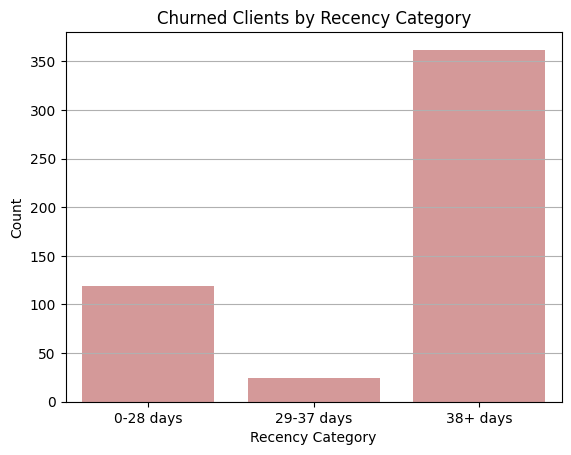 Churned Clients by Recency Category
350
300
250
200
150
100
50
0
Count
0-28 days
29-37 days
38+ days
Recency Category